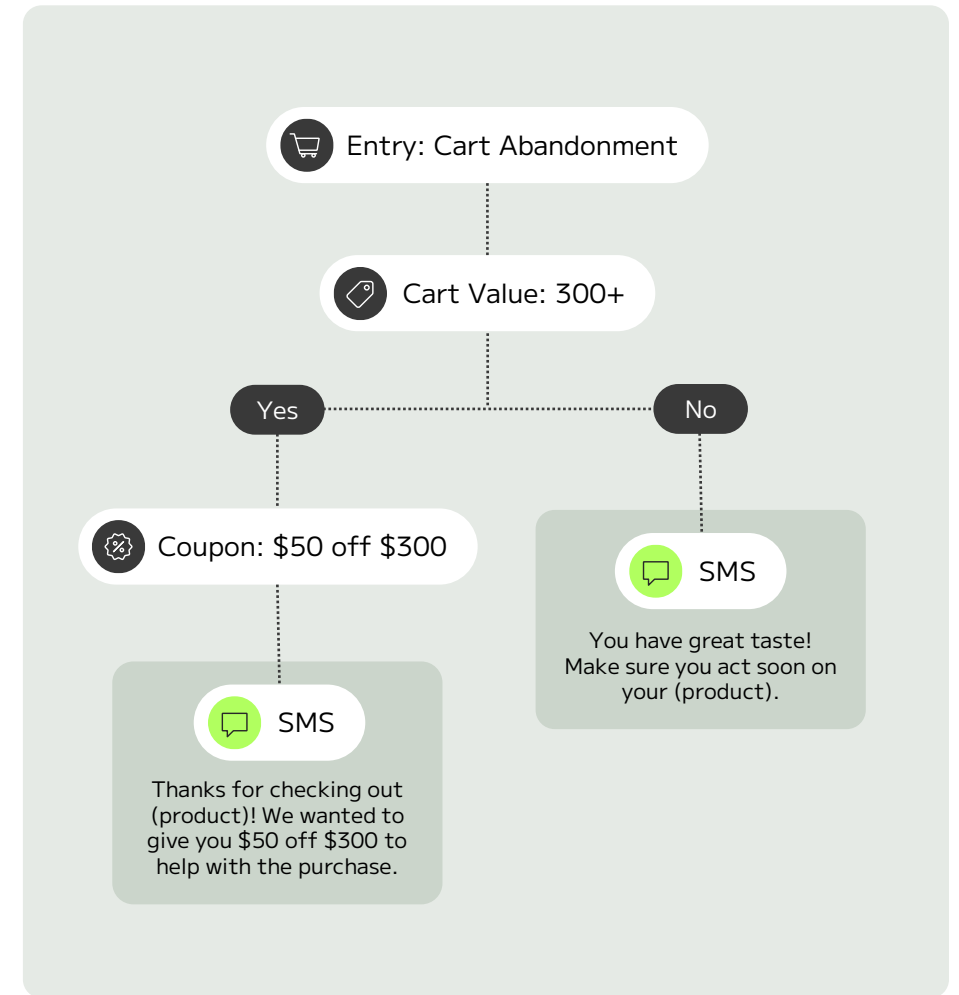 Entry: Cart Abandonment
Cart Value: 300+
Yes
No
Coupon: $50 off $300
SMS
You have great taste!
Make sure you act soon on
your (product).
SMS
Thanks for checking out
(product)! We wanted to
give you $50 off $300 to
help with the purchase.